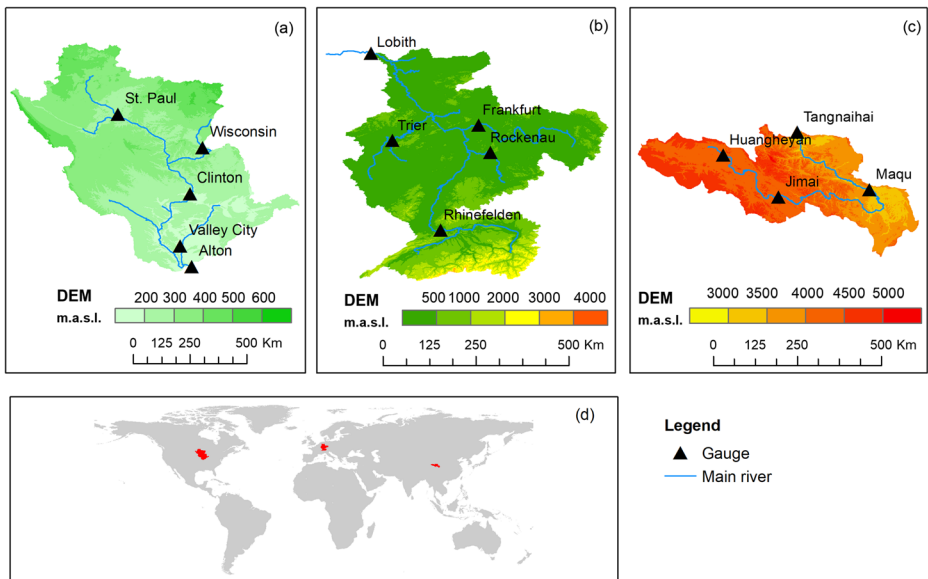 (a)
St. Paul
Wisconsin
Clinton
Valley City
Alton
DEM
200 300 400 500 600
m.a.s.l.
0 125 250 500 Km
(b)
Lobith
Frankfurt
Trier
Rockenau
Rhinefelden
DEM
500 1000 2000 3000 4000
m.a.s.l.
0 125 250 500 Km
(c)
Tangnaihai
Huangheyan
Maqu
Jimai
DEM
3000 3500 4000 4500 5000
m.a.s.l.
0 125 250 500 Km
(d)
Legend
Gauge
Main river